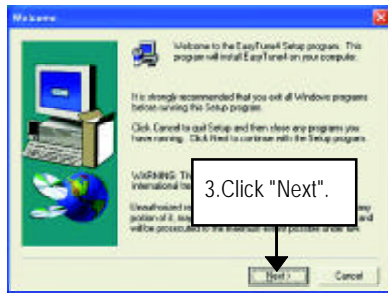 Welcome
Welcome to the EasyTune4 Setup program. This
program will install EasyTune4 on your computer.
It is strongly recommended that you exit all Windows programs
before running this Setup program.
Click Cancel to quit Setup and then close any programs you
have running. Click Next to continue with the Setup program.
WARNING: Th
international
3.Click "Next".
Unauthorized
portion of it, may
will be prosecuted to the maximum extent possible under law.
Next >
Cancel